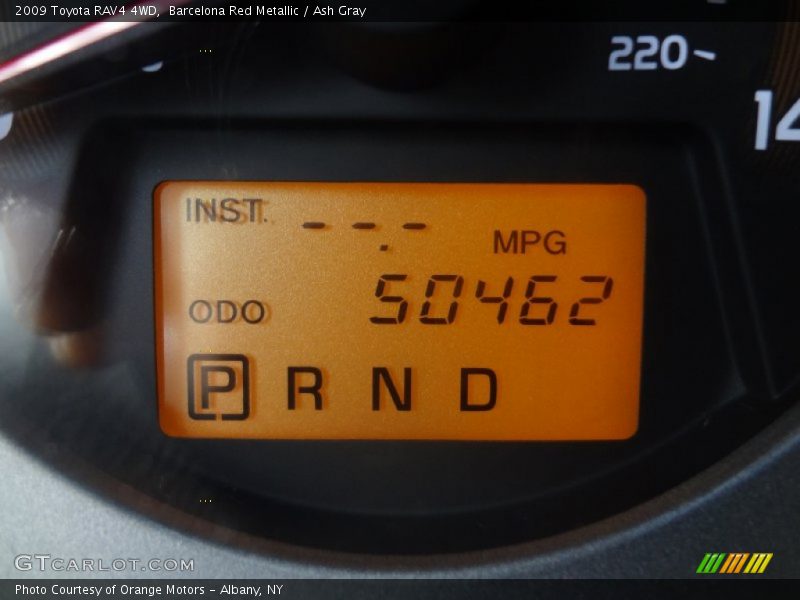 2009 Toyota RAV4 4WD, Barcelona Red Metallic / Ash Gray
220
14
INST. --.- MPG
ODO 50462
P R N D
GTCARLOT.COM
Photo Courtesy of Orange Motors - Albany, NY